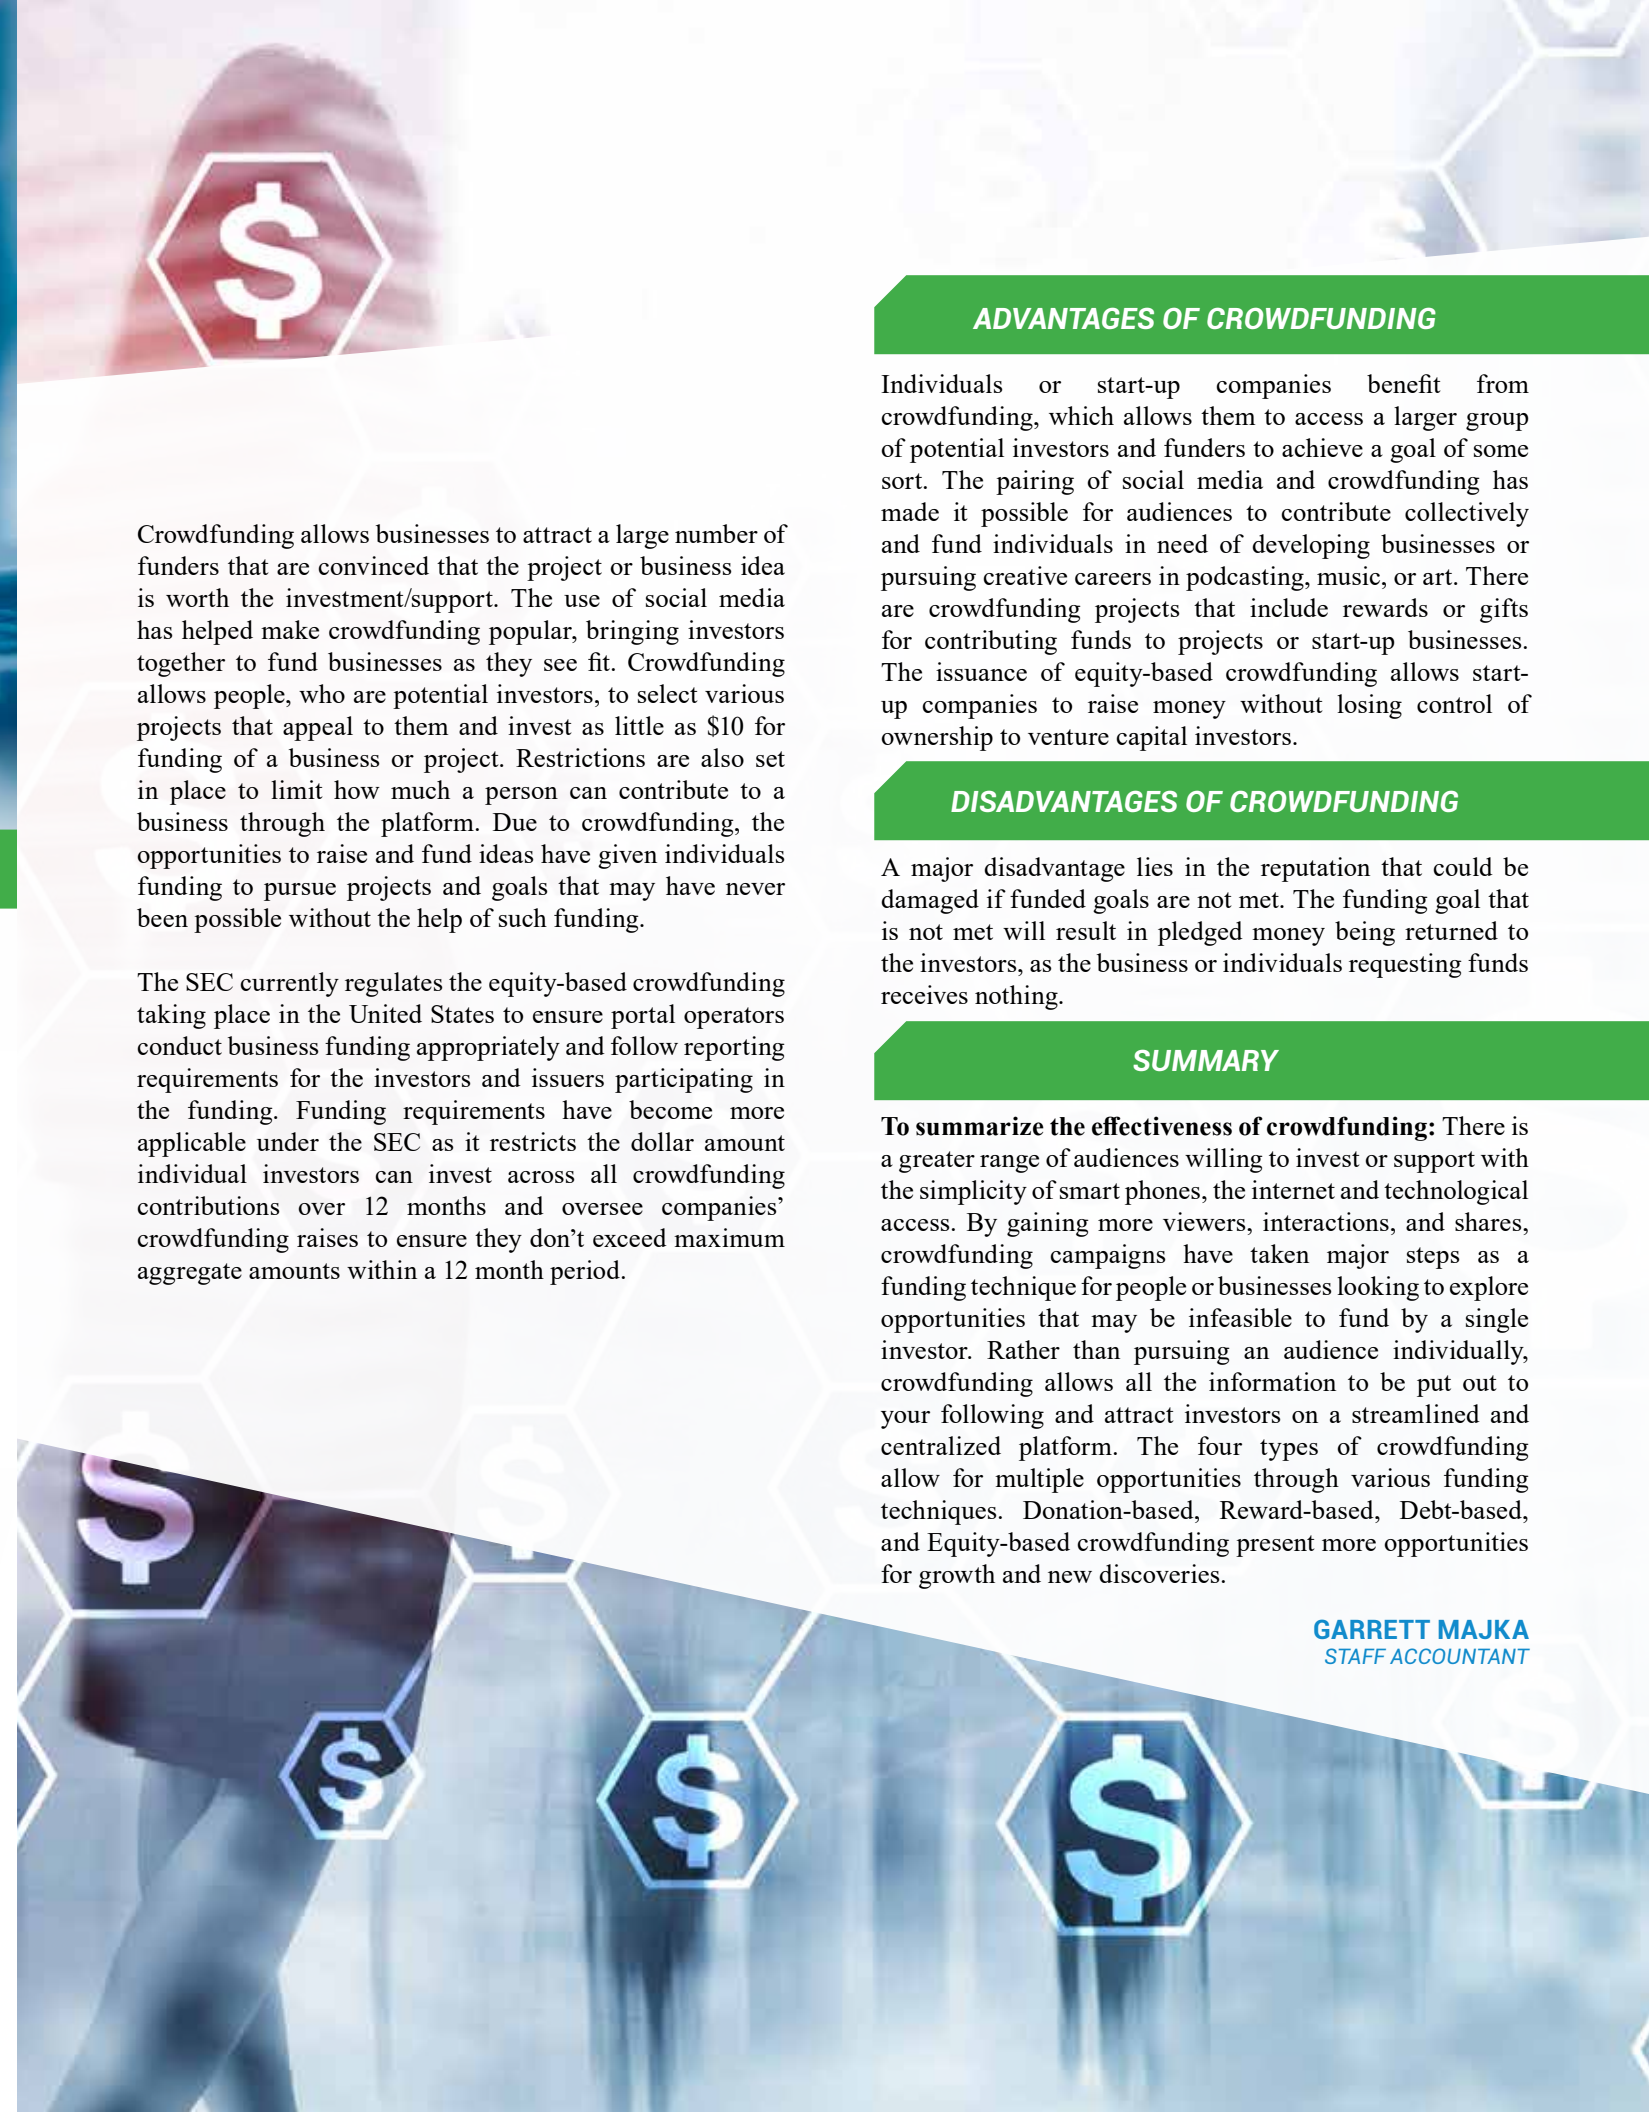 Crowdfunding allows businesses to attract a large number of
funders that are convinced that the project or business idea
is worth the investment/support. The use of social media
has helped make crowdfunding popular, bringing investors
together to fund businesses as they see fit. Crowdfunding
allows people, who are potential investors, to select various
projects that appeal to them and invest as little as $10 for
funding of a business or project. Restrictions are also set
in place to limit how much a person can contribute to a
business through the platform. Due to crowdfunding, the
opportunities to raise and fund ideas have given individuals
funding to pursue projects and goals that may have never
been possible without the help of such funding.
The SEC currently regulates the equity-based crowdfunding
taking place in the United States to ensure portal operators
conduct business funding appropriately and follow reporting
requirements for the investors and issuers participating in
the funding. Funding requirements have become more
applicable under the SEC as it restricts the dollar amount
individual investors can invest across all crowdfunding
contributions over 12 months and oversee companies’
crowdfunding raises to ensure they don’t exceed maximum
aggregate amounts within a 12 month period.
ADVANTAGES OF CROWDFUNDING
Individuals or start-up companies benefit from
crowdfunding, which allows them to access a larger group
of potential investors and funders to achieve a goal of some
sort. The pairing of social media and crowdfunding has
made it possible for audiences to contribute collectively
and fund individuals in need of developing businesses or
pursuing creative careers in podcasting, music, or art. There
are crowdfunding projects that include rewards or gifts
for contributing funds to projects or start-up businesses.
The issuance of equity-based crowdfunding allows start-
up companies to raise money without losing control of
ownership to venture capital investors.
DISADVANTAGES OF CROWDFUNDING
A major disadvantage lies in the reputation that could be
damaged if funded goals are not met. The funding goal that
is not met will result in pledged money being returned to
the investors, as the business or individuals requesting funds
receives nothing.
SUMMARY
To summarize the effectiveness of crowdfunding: There is
a greater range of audiences willing to invest or support with
the simplicity of smart phones, the internet and technological
access. By gaining more viewers, interactions, and shares,
crowdfunding campaigns have taken major steps as a
funding technique for people or businesses looking to explore
opportunities that may be infeasible to fund by a single
investor. Rather than pursuing an audience individually,
crowdfunding allows all the information to be put out to
your following and attract investors on a streamlined and
centralized platform. The four types of crowdfunding
allow for multiple opportunities through various funding
techniques. Donation-based, Reward-based, Debt-based,
and Equity-based crowdfunding present more opportunities
for growth and new discoveries.
GARRETT MAJKA
STAFF ACCOUNTANT